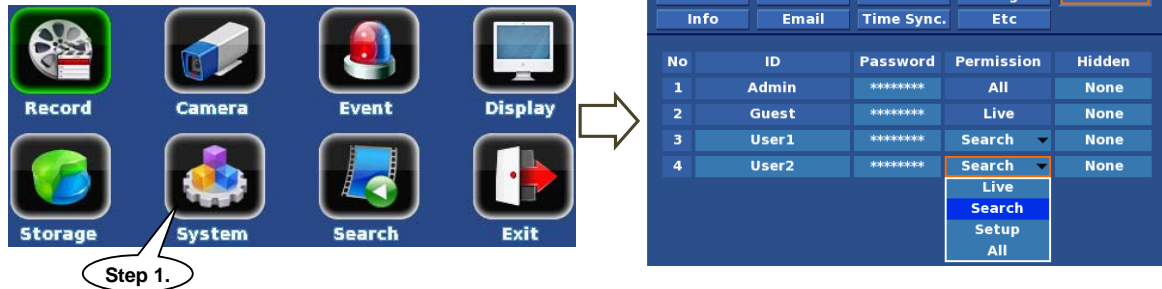 Record Camera Event Display
Storage System Search Exit
Step 1.
Info Email Time Sync. Etc
No ID Password Permission Hidden
1 Admin ******** All None
2 Guest ******** Live None
3 User1 ******** Search None
4 User2 ******** Search None
Live
Search
Setup
All